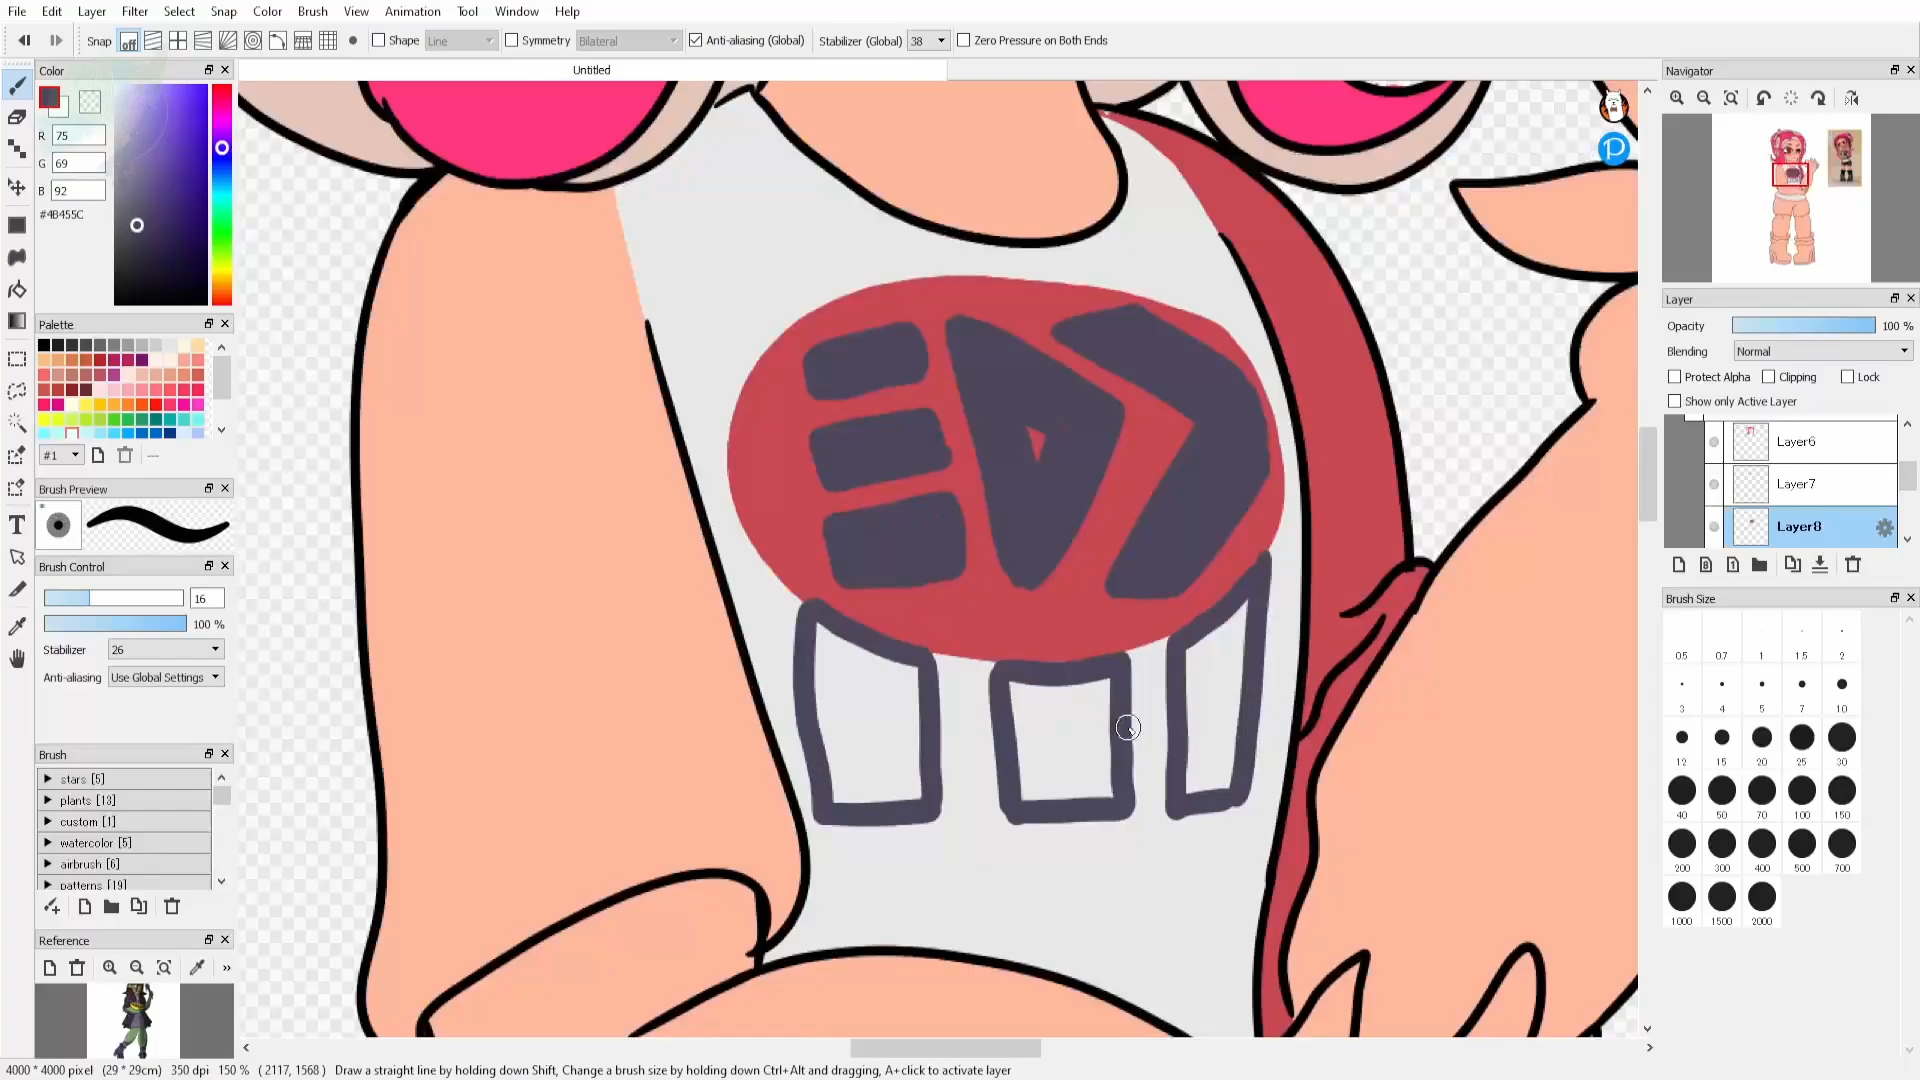 File Edit Layer Filter Select Snap Color Brush View Animation Tool Window Help
Snap off Shape Line Symmetry Bilateral Anti-aliasing (Global) Stabilizer (Global) 38 Zero Pressure on Both Ends
Color
Untitled
Navigator
R 75
G 69
B 92
#4B455C
Palette
#1
Brush Preview
Brush Control
16
100 %
Stabilizer 26
Anti-aliasing Use Global Settings
Brush
stars [5]
plants [13]
custom [1]
watercolor [5]
airbrush [6]
patterns [19]
Reference
Layer
Opacity 100 %
Blending Normal
Protect Alpha Clipping Lock
Show only Active Layer
Layer6
Layer7
Layer8
Brush Size
0.5 0.7 1 1.5 2
3 4 5 7 10
12 15 20 25 30
40 50 70 100 150
200 300 400 500 700
1000 1500 2000
4000 * 4000 pixel (29 * 29cm) 350 dpi 150 % ( 2117, 1568 ) Draw a straight line by holding down Shift, Change a brush size by holding down Ctrl+Alt and dragging, A+click to activate layer